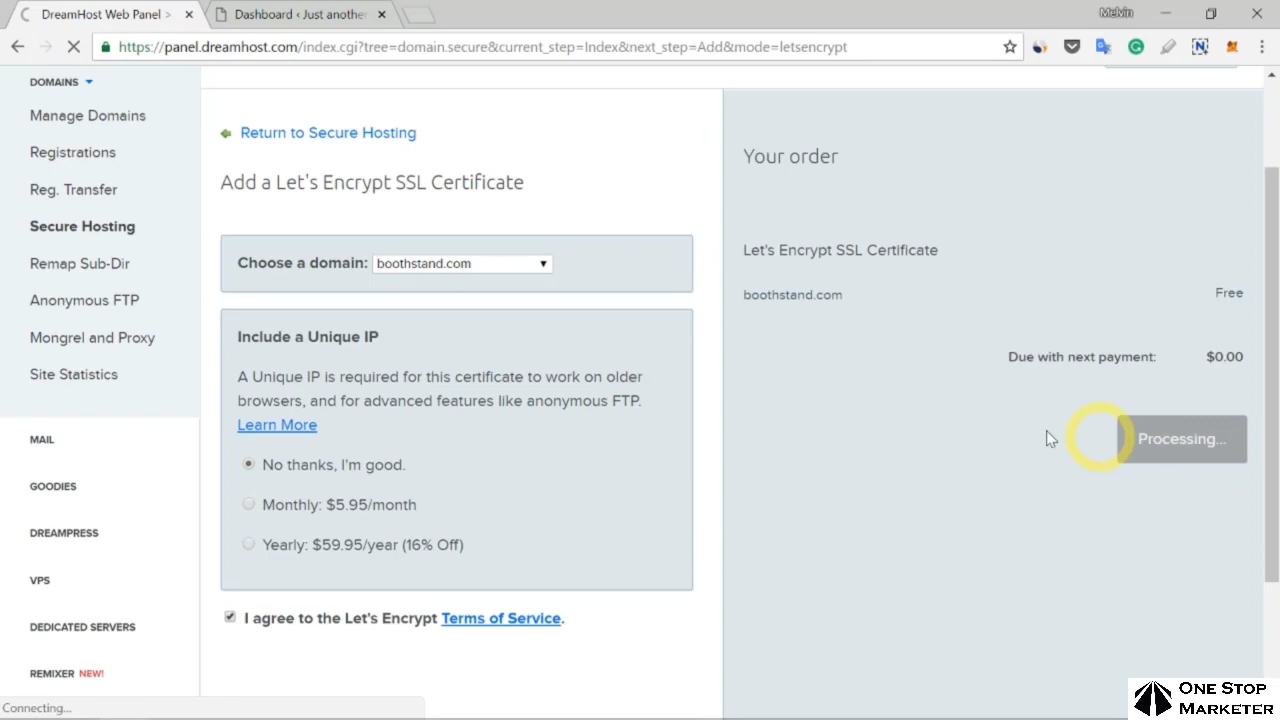 DreamHost Web Panel >
Dashboard ‹ Just another
Melvin
https://panel.dreamhost.com/index.cgi?tree=domain.secure&current_step=Index&next_step=Add&mode=letsencrypt
DOMAINS
Manage Domains
Registrations
Reg. Transfer
Secure Hosting
Remap Sub-Dir
Anonymous FTP
Mongrel and Proxy
Site Statistics
MAIL
GOODIES
DREAMPRESS
VPS
DEDICATED SERVERS
REMIXER NEW!
Connecting...
Return to Secure Hosting
Add a Let's Encrypt SSL Certificate
Choose a domain: boothstand.com
Include a Unique IP
A Unique IP is required for this certificate to work on older
browsers, and for advanced features like anonymous FTP.
Learn More
No thanks, I'm good.
Monthly: $5.95/month
Yearly: $59.95/year (16% Off)
I agree to the Let's Encrypt Terms of Service.
Your order
Let's Encrypt SSL Certificate
boothstand.com Free
Due with next payment: $0.00
Processing...
ONE STOP
MARKETER